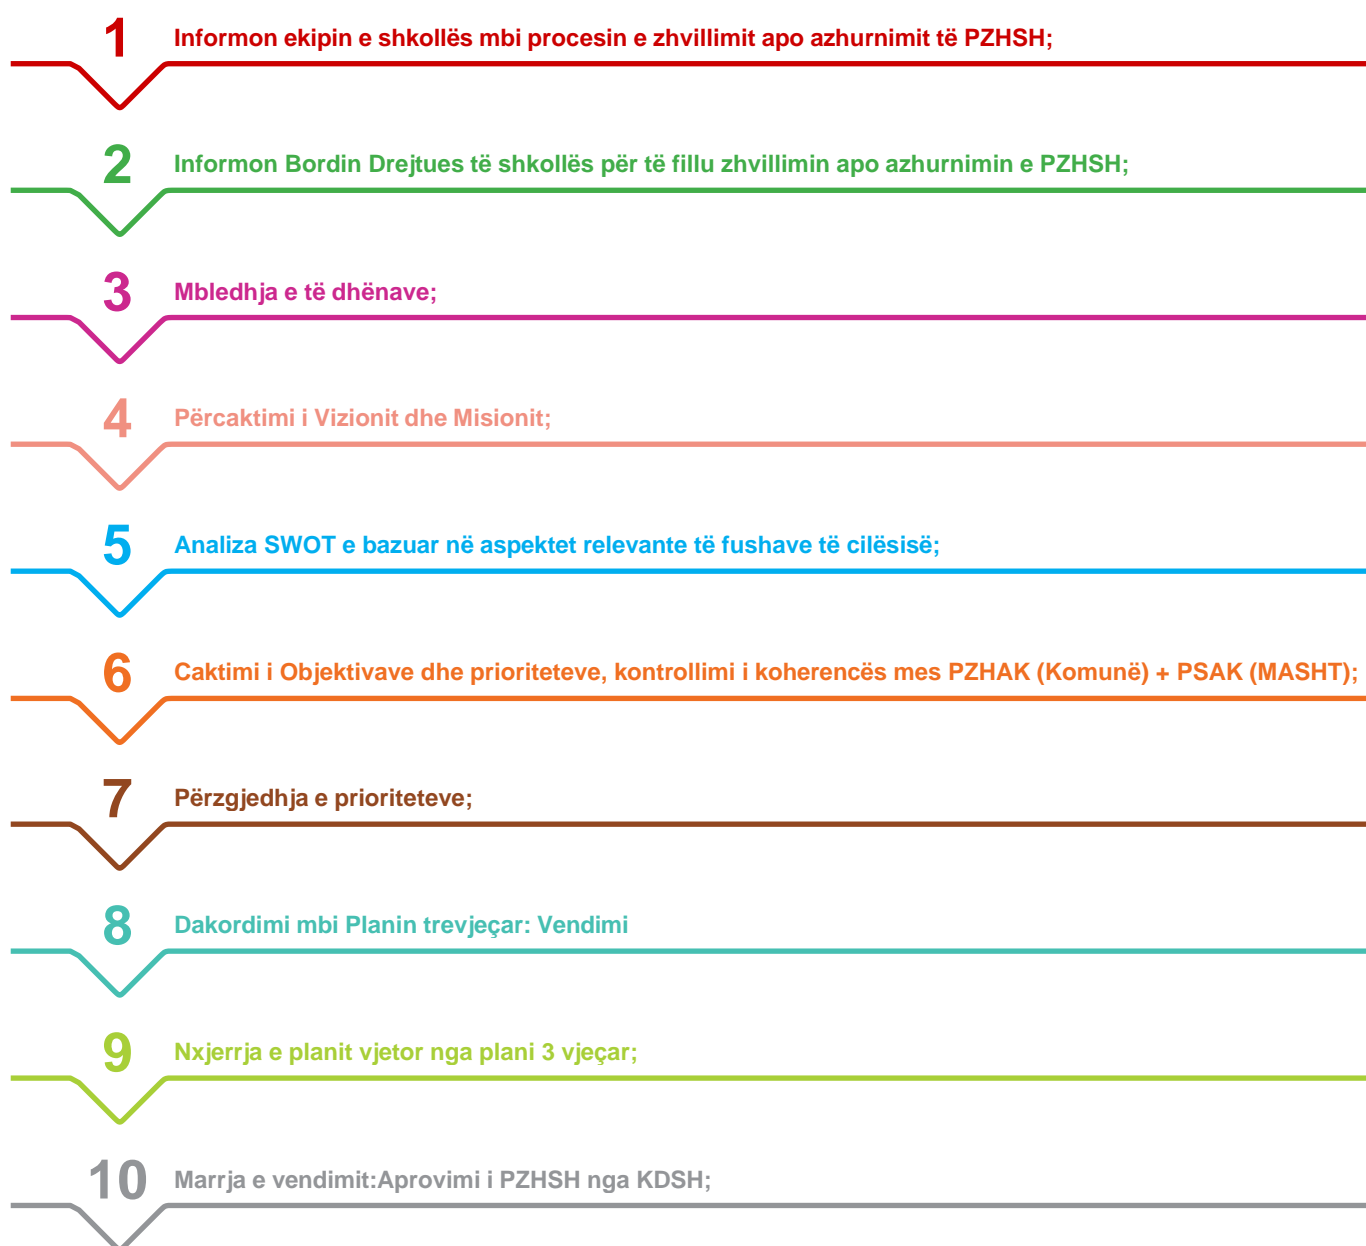 1 Informon ekipin e shkollës mbi procesin e zhvillimit apo azhurnimit të PZHSH;
2 Informon Bordin Drejtues të shkollës për të fillu zhvillimin apo azhurnimin e PZHSH;
3 Mbledhja e të dhënave;
4 Përcaktimi i Vizionit dhe Misionit;
5 Analiza SWOT e bazuar në aspektet relevante të fushave të cilësisë;
6 Caktimi i Objektivave dhe prioriteteve, kontrollimi i koherencës mes PZHAK (Komunë) + PSAK (MASHT);
7 Përzgjedhja e prioriteteve;
8 Dakordimi mbi Planin trevjeçar: Vendimi
9 Nxjerrja e planit vjetor nga plani 3 vjeçar;
10 Marrja e vendimit:Aprovimi i PZHSH nga KDSH;